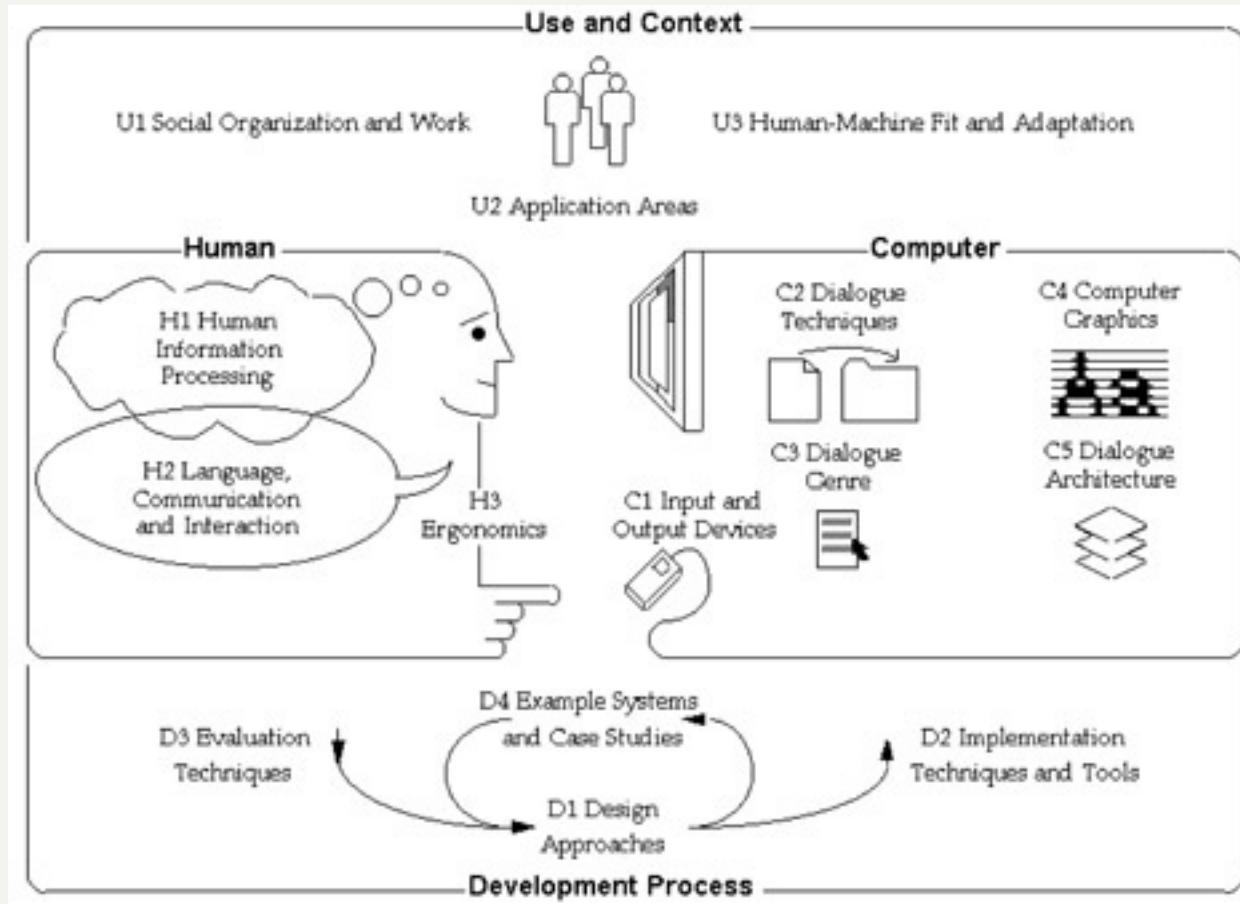 Use and Context
U1 Social Organization and Work
U3 Human-Machine Fit and Adaptation
U2 Application Areas
Human
H1 Human
Information
Processing
H2 Language,
Communication
and Interaction
H3
Ergonomics
Computer
C1 Input and
Output Devices
C2 Dialogue
Techniques
C3 Dialogue
Genre
C4 Computer
Graphics
C5 Dialogue
Architecture
D3 Evaluation
Techniques
D4 Example Systems
and Case Studies
D1 Design
Approaches
D2 Implementation
Techniques and Tools
Development Process